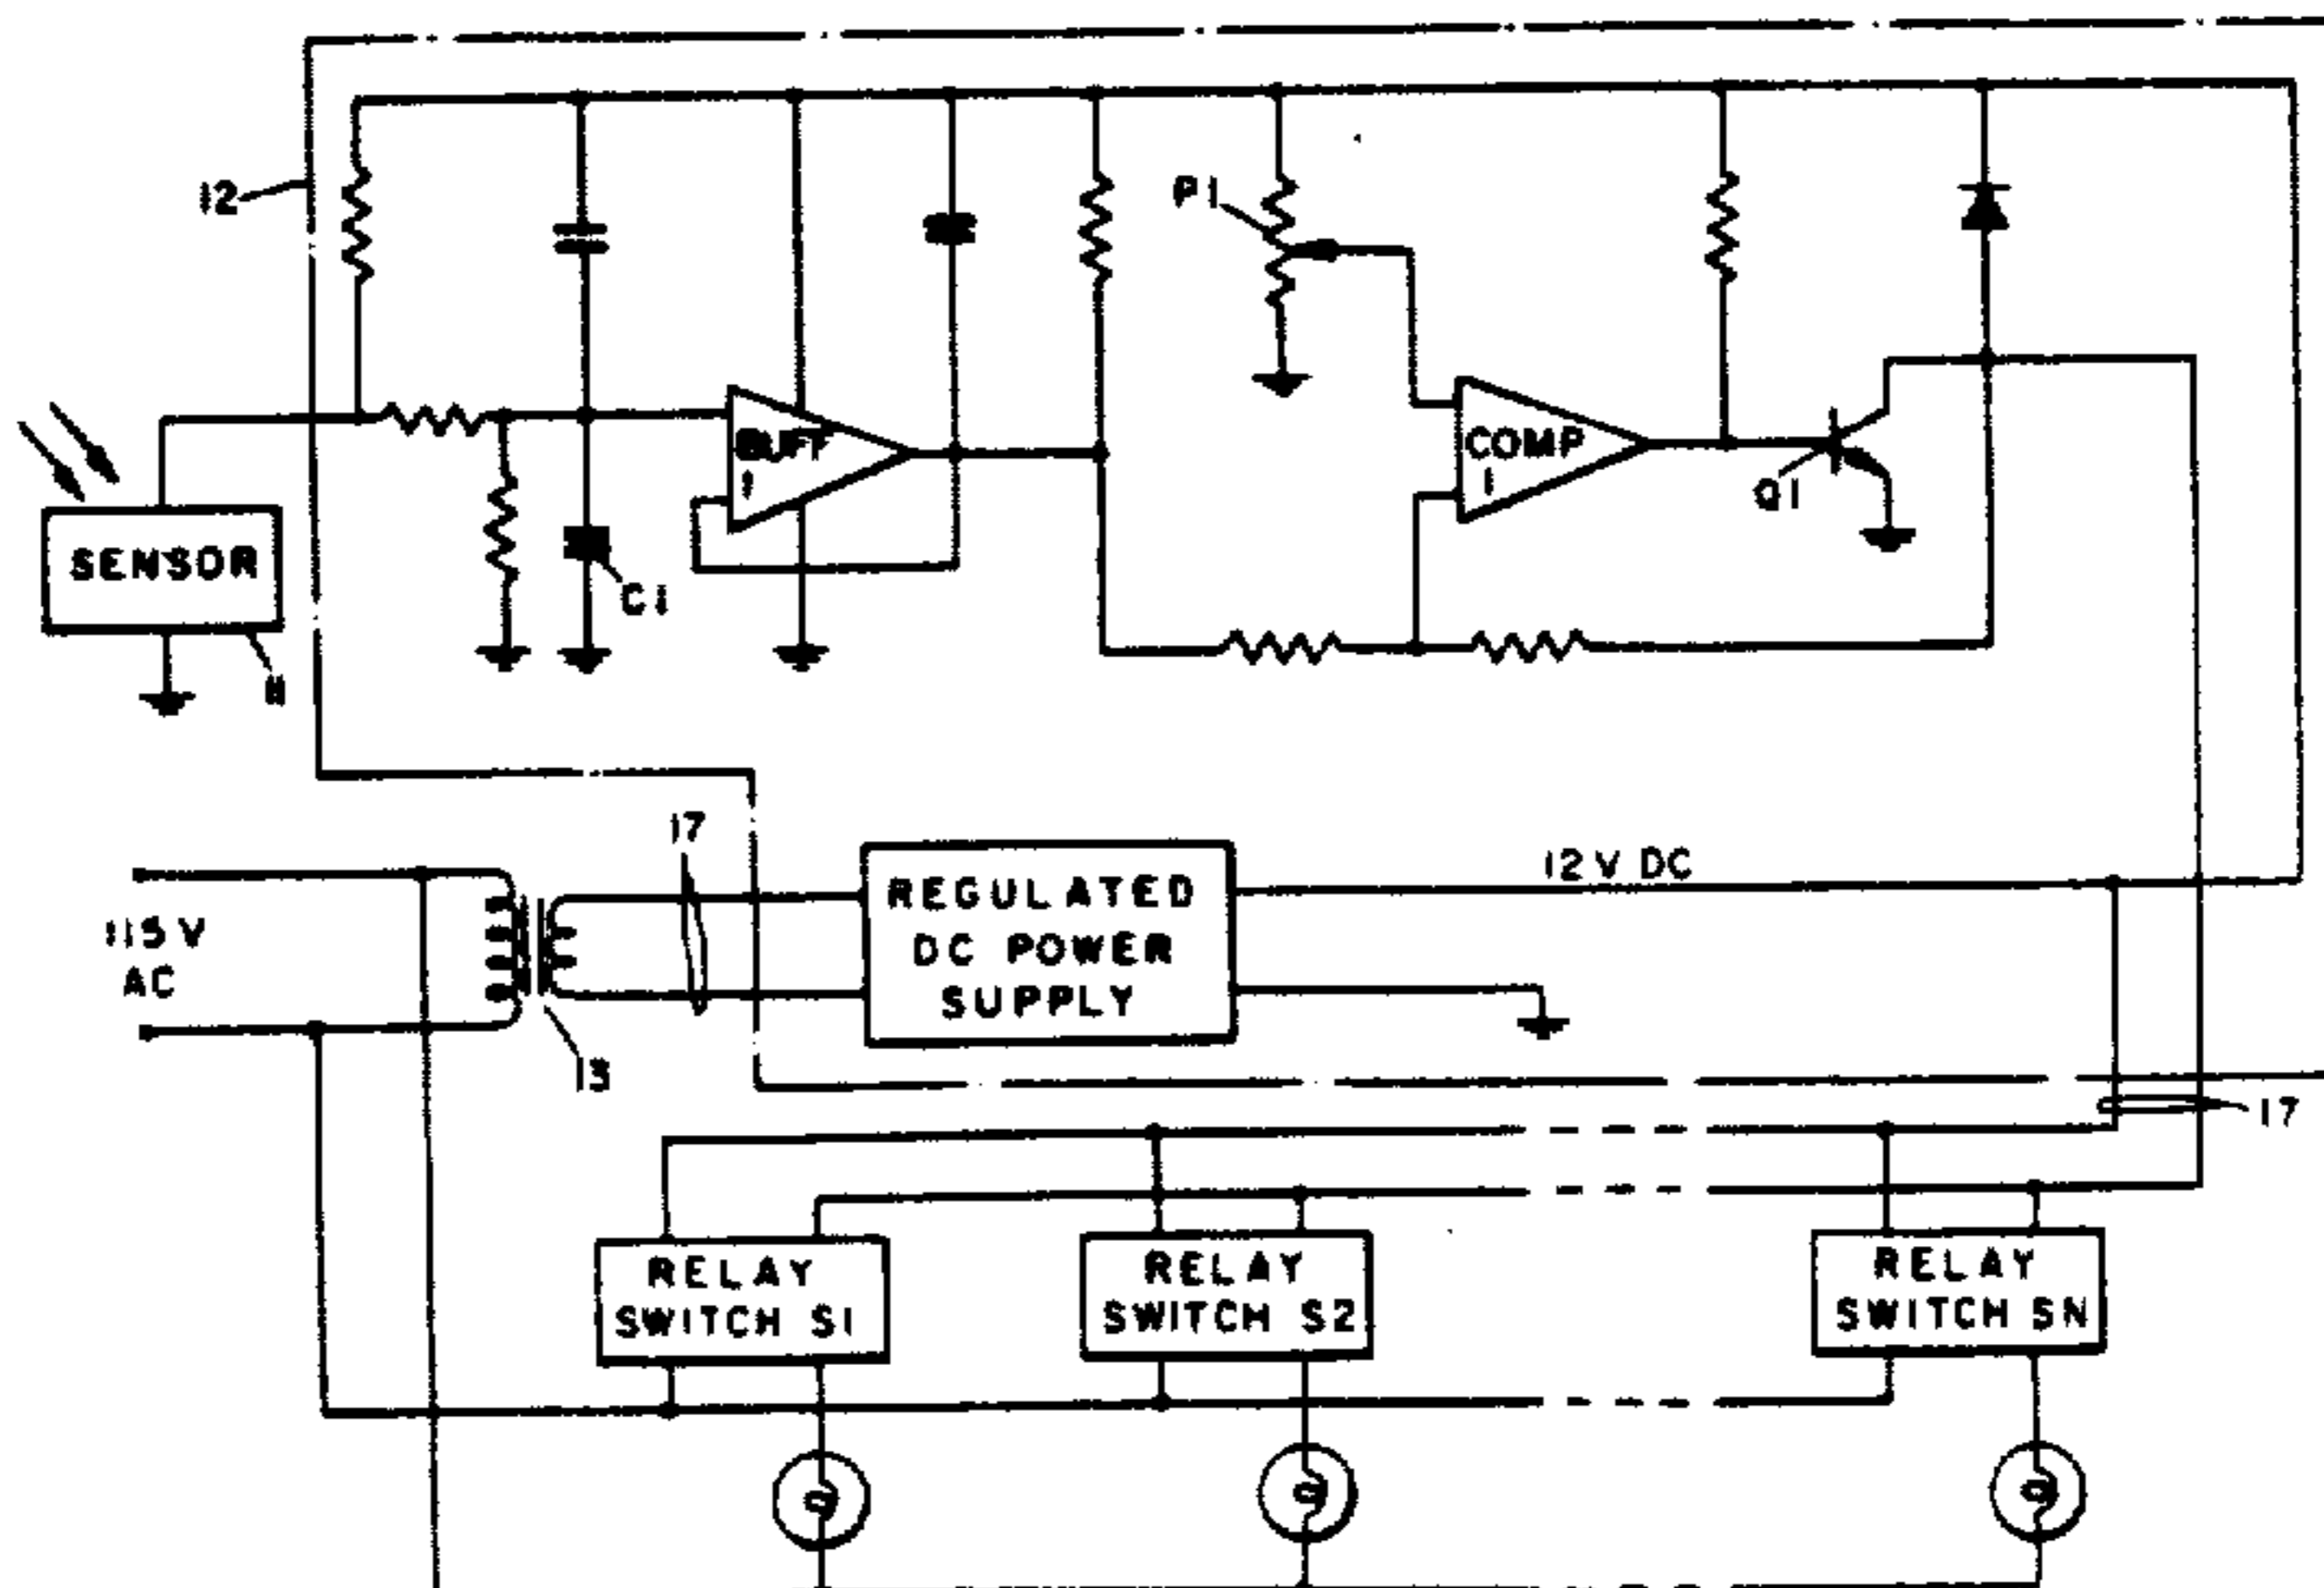 12
P1
BUFF
1
COMP
1
Q1
SENSOR
C1
11
17
12 V DC
REGULATED
DC POWER
SUPPLY
115 V
AC
13
17
RELAY
SWITCH S1
RELAY
SWITCH S2
RELAY
SWITCH SN